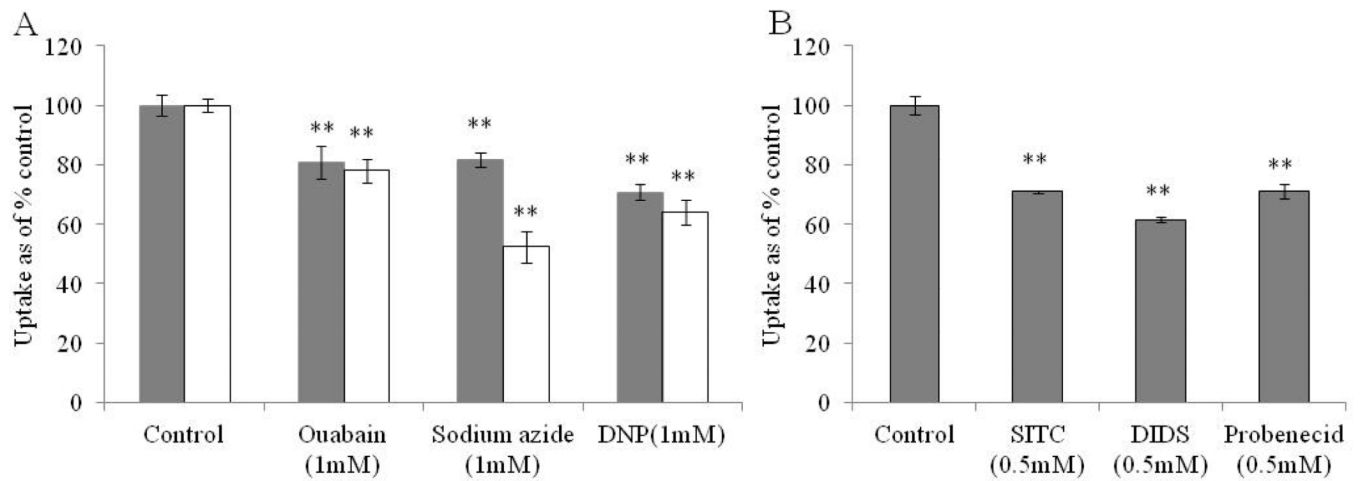 A
Uptake as of % control
120
100
80
60
40
20
0
** ** ** ** ** **
Control Ouabain (1mM) Sodium azide (1mM) DNP(1mM)
B
Uptake as of % control
120
100
80
60
40
20
0
** ** **
Control SITC (0.5mM) DIDS (0.5mM) Probenecid (0.5mM)